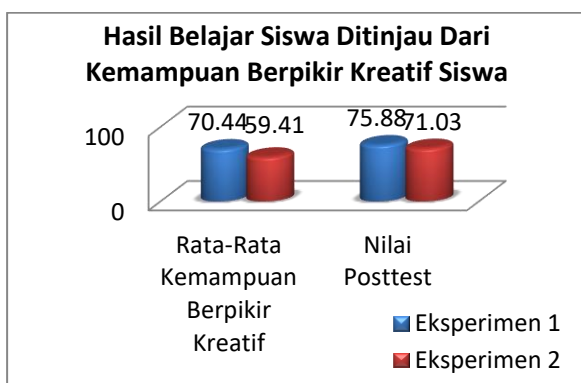 Hasil Belajar Siswa Ditinjau Dari
Kemampuan Berpikir Kreatif Siswa
70.44 59.41 75.88 71.03
100
0
Rata-Rata
Kemampuan
Berpikir
Kreatif
Nilai
Posttest
Eksperimen 1
Eksperimen 2